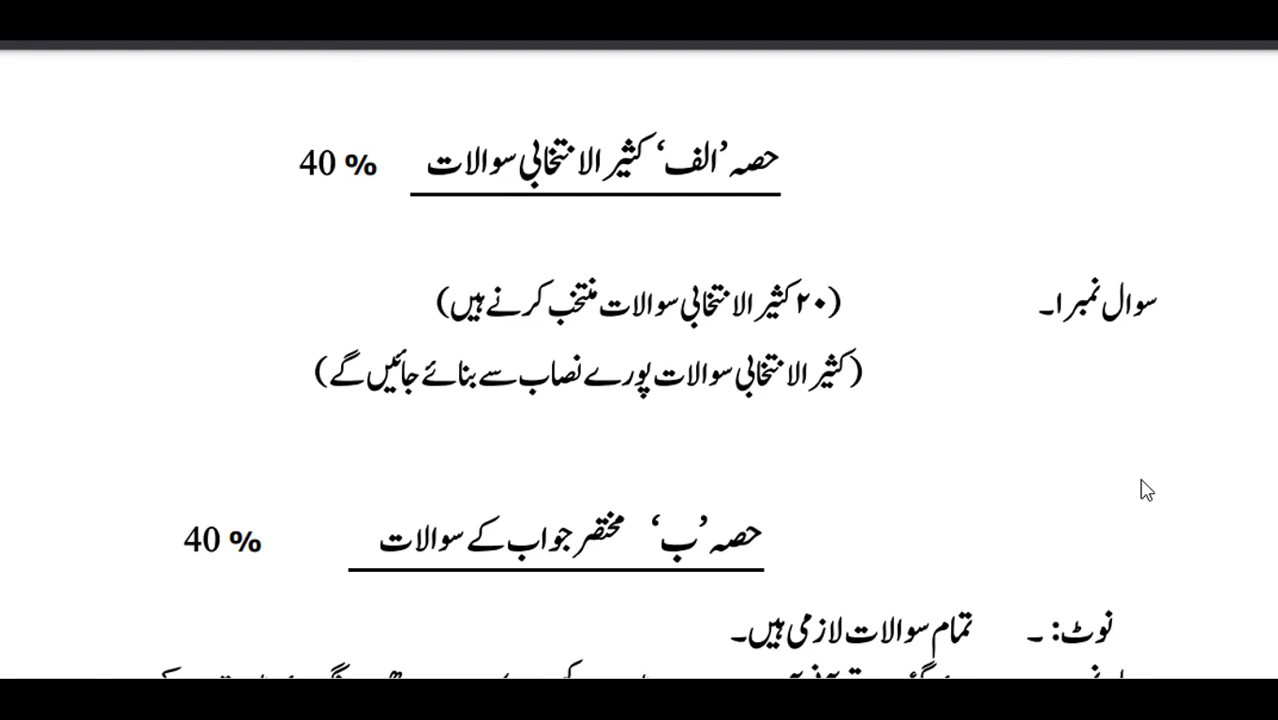 حصہ ’الف‘ کثیر الانتخابی سوالات 40 %
سوال نمبر ۱۔ (۲۰ کثیر الانتخابی سوالات منتخب کرنے ہیں)
(کثیر الانتخابی سوالات پورے نصاب سے بنائے جائیں گے)
حصہ ’ب‘ مختصر جواب کے سوالات 40 %
نوٹ: ۔ تمام سوالات لازمی ہیں۔